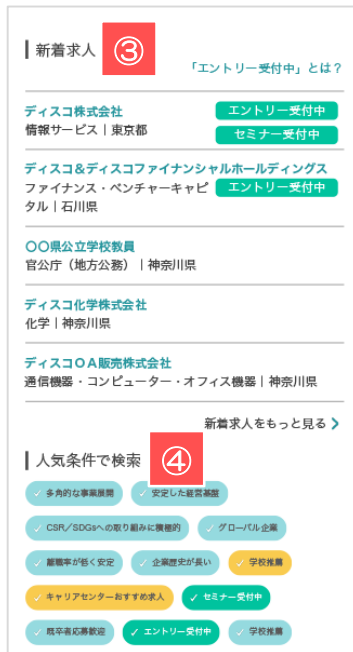 新着求人 ③
「エントリー受付中」とは？
ディスコ株式会社 エントリー受付中
情報サービス｜東京都 セミナー受付中
ディスコ＆ディスコファイナンシャルホールディングス
ファイナンス・ベンチャーキャピ エントリー受付中
タル｜石川県
〇〇県公立学校教員
官公庁（地方公務）｜神奈川県
ディスコ化学株式会社
化学｜神奈川県
ディスコＯＡ販売株式会社
通信機器・コンピューター・オフィス機器｜神奈川県
新着求人をもっと見る
人気条件で検索 ④
多角的な事業展開 安定した経営基盤
CSR／SDGsへの取り組みに積極的 グローバル企業
離職率が低く安定 企業歴史が長い 学校推薦
キャリアセンターおすすめ求人 セミナー受付中
既卒者応募歓迎 エントリー受付中 学校推薦